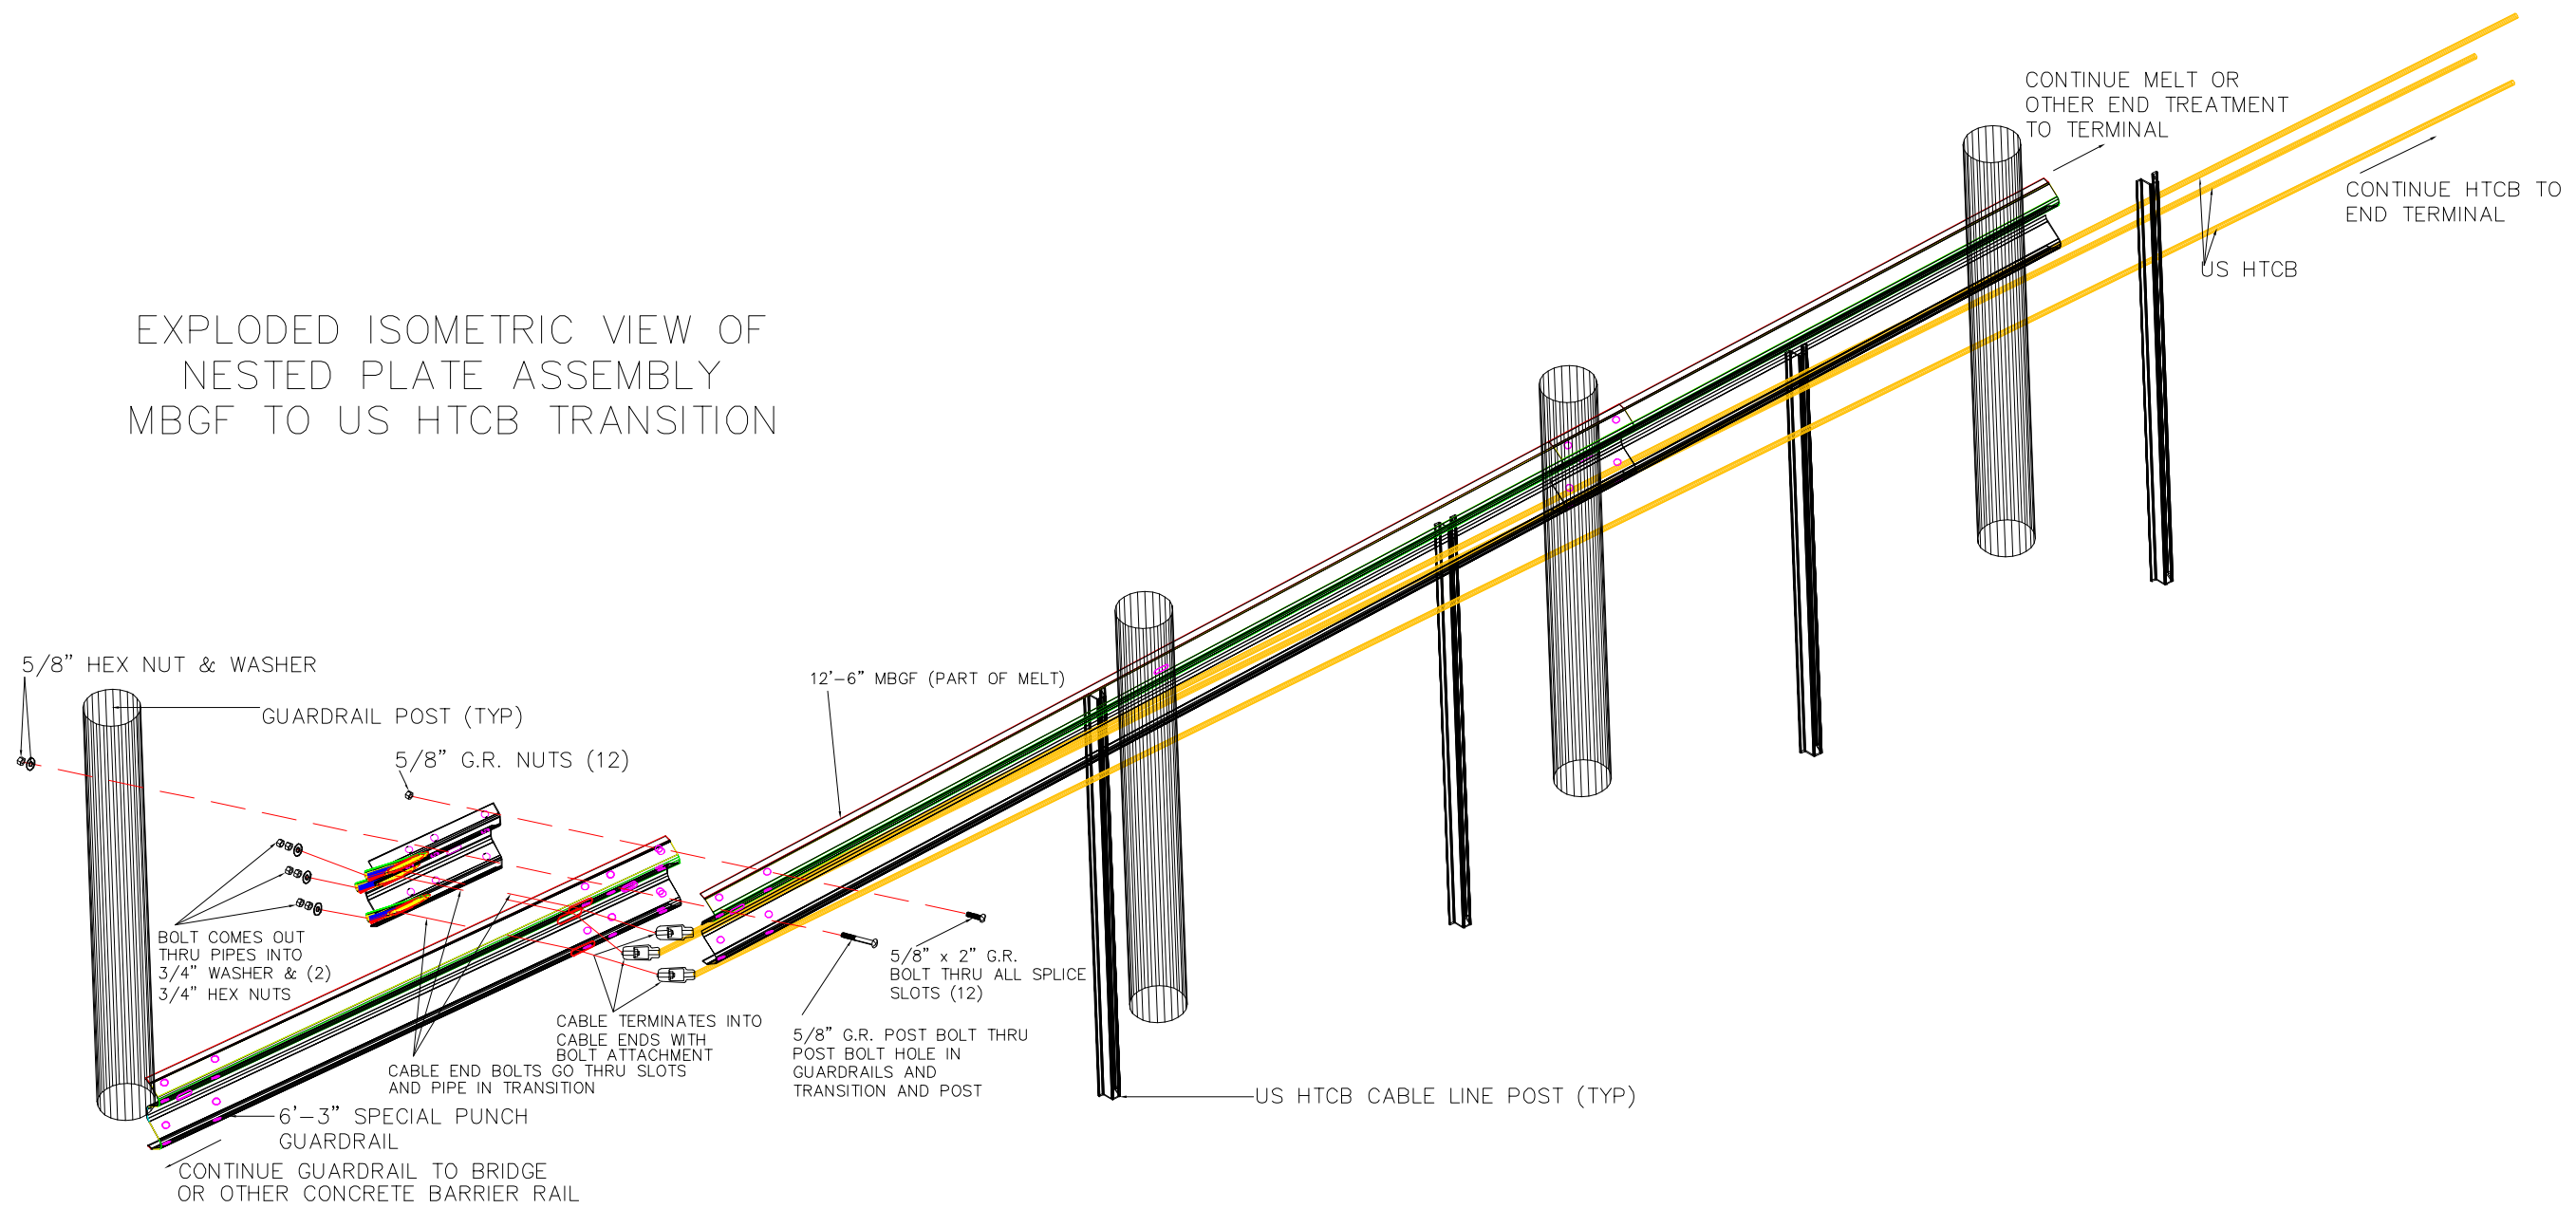 CONTINUE MELT OR
OTHER END TREATMENT
TO TERMINAL
CONTINUE HTCB TO
END TERMINAL
US HTCB
EXPLODED ISOMETRIC VIEW OF
NESTED PLATE ASSEMBLY
MBGF TO US HTCB TRANSITION
5/8" HEX NUT & WASHER
12'-6" MBGF (PART OF MELT)
GUARDRAIL POST (TYP)
5/8" G.R. NUTS (12)
BOLT COMES OUT
THRU PIPES INTO
3/4" WASHER & (2)
3/4" HEX NUTS
5/8" x 2" G.R.
BOLT THRU ALL SPLICE
SLOTS (12)
CABLE TERMINATES INTO
CABLE ENDS WITH
BOLT ATTACHMENT
5/8" G.R. POST BOLT THRU
POST BOLT HOLE IN
GUARDRAILS AND
TRANSITION AND POST
CABLE END BOLTS GO THRU SLOTS
AND PIPE IN TRANSITION
US HTCB CABLE LINE POST (TYP)
6'-3" SPECIAL PUNCH
GUARDRAIL
CONTINUE GUARDRAIL TO BRIDGE
OR OTHER CONCRETE BARRIER RAIL